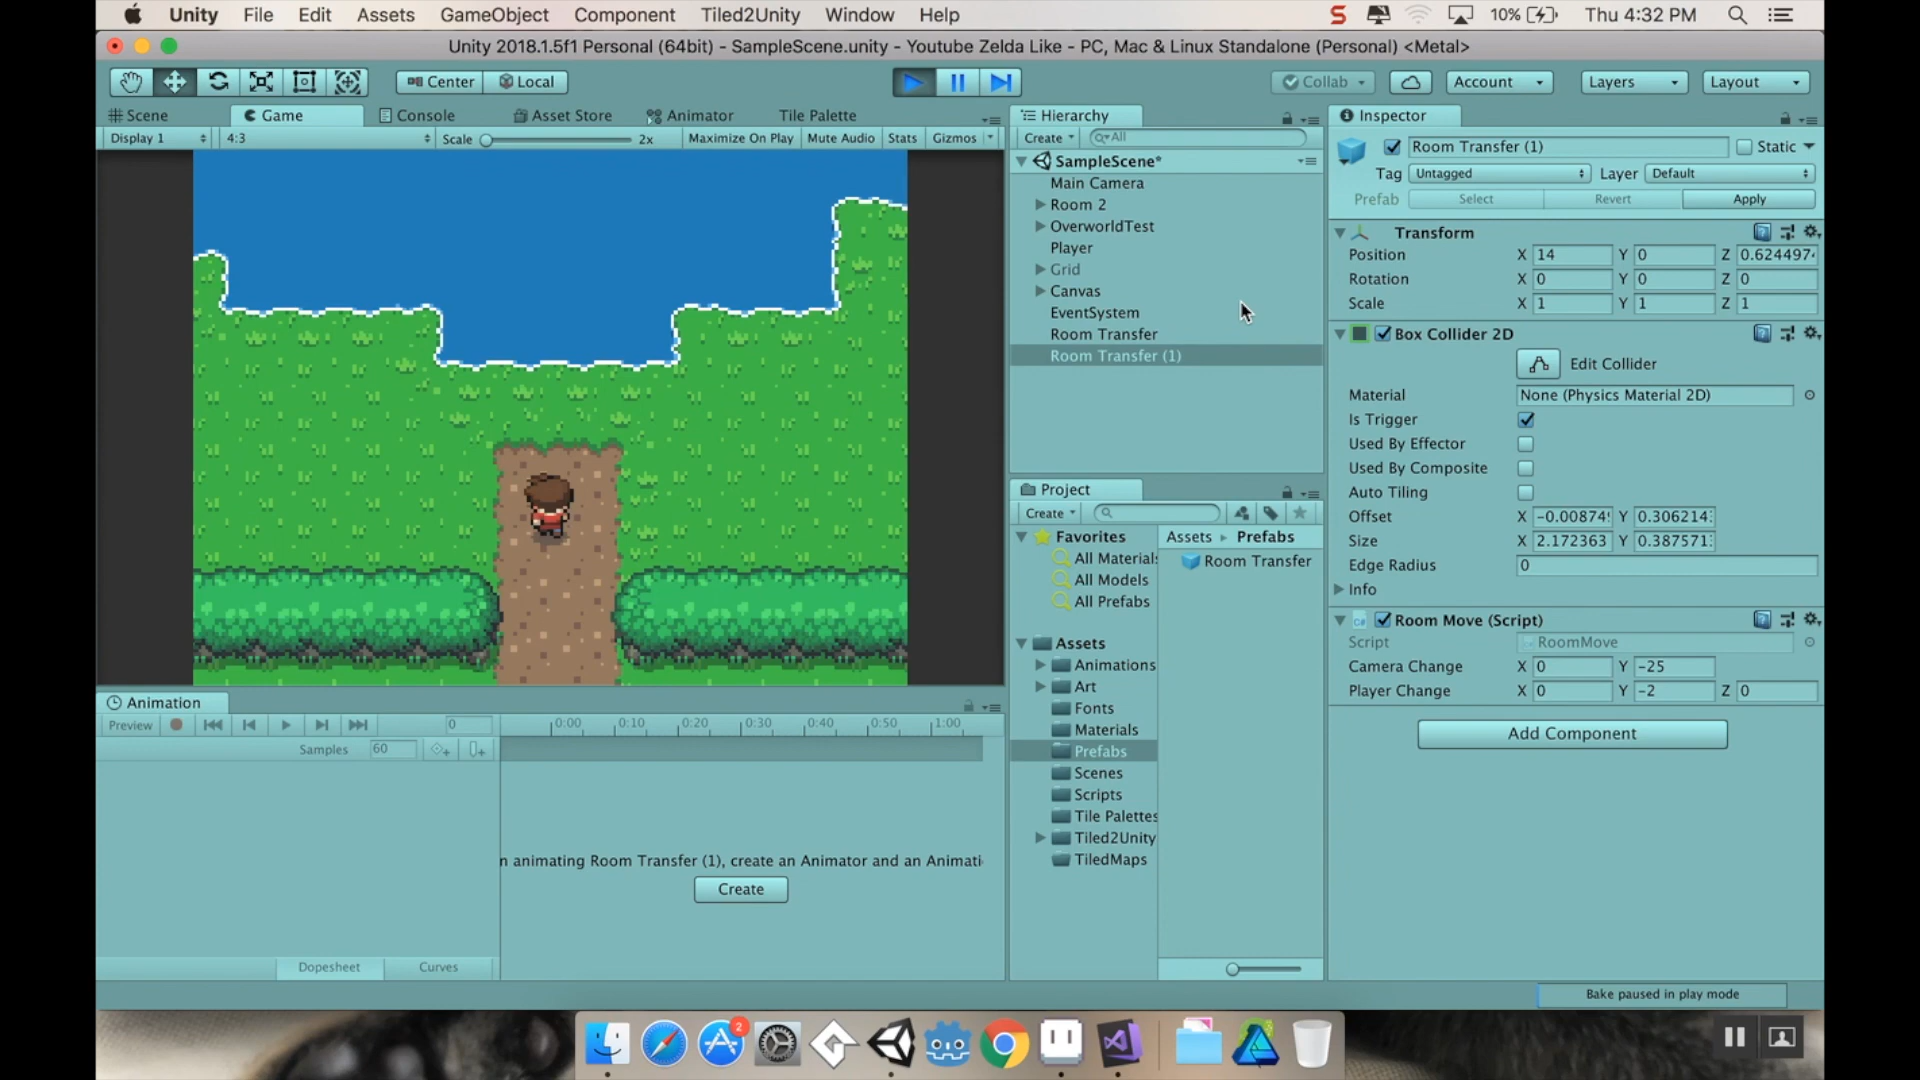 Unity File Edit Assets GameObject Component Tiled2Unity Window Help S 10% Thu 4:32 PM
Unity 2018.1.5f1 Personal (64bit) - SampleScene.unity - Youtube Zelda Like - PC, Mac & Linux Standalone (Personal) <Metal>
Center Local Collab Account Layers Layout
Scene Game Console Asset Store Animator Tile Palette
Display 1 4:3 Scale 2x Maximize On Play Mute Audio Stats Gizmos
Hierarchy
Create All
SampleScene*
Main Camera
Room 2
OverworldTest
Player
Grid
Canvas
EventSystem
Room Transfer
Room Transfer (1)
Project
Create
Favorites
All Materials
All Models
All Prefabs
Assets
Animations
Art
Fonts
Materials
Prefabs
Scenes
Scripts
Tile Palettes
Tiled2Unity
TiledMaps
Assets Prefabs
Room Transfer
Inspector
Room Transfer (1) Static
Tag Untagged Layer Default
Prefab Select Revert Apply
Transform
Position X 14 Y 0 Z 0.6244974
Rotation X 0 Y 0 Z 0
Scale X 1 Y 1 Z 1
Box Collider 2D
Edit Collider
Material None (Physics Material 2D)
Is Trigger
Used By Effector
Used By Composite
Auto Tiling
Offset X -0.00874 Y 0.306214
Size X 2.172363 Y 0.387571
Edge Radius 0
Info
Room Move (Script)
Script RoomMove
Camera Change X 0 Y -25
Player Change X 0 Y -2 Z 0
Add Component
Animation
Preview 0 0:00 0:10 0:20 0:30 0:40 0:50 1:00
Samples 60
n animating Room Transfer (1), create an Animator and an Animati
Create
Dopesheet Curves
Bake paused in play mode
2